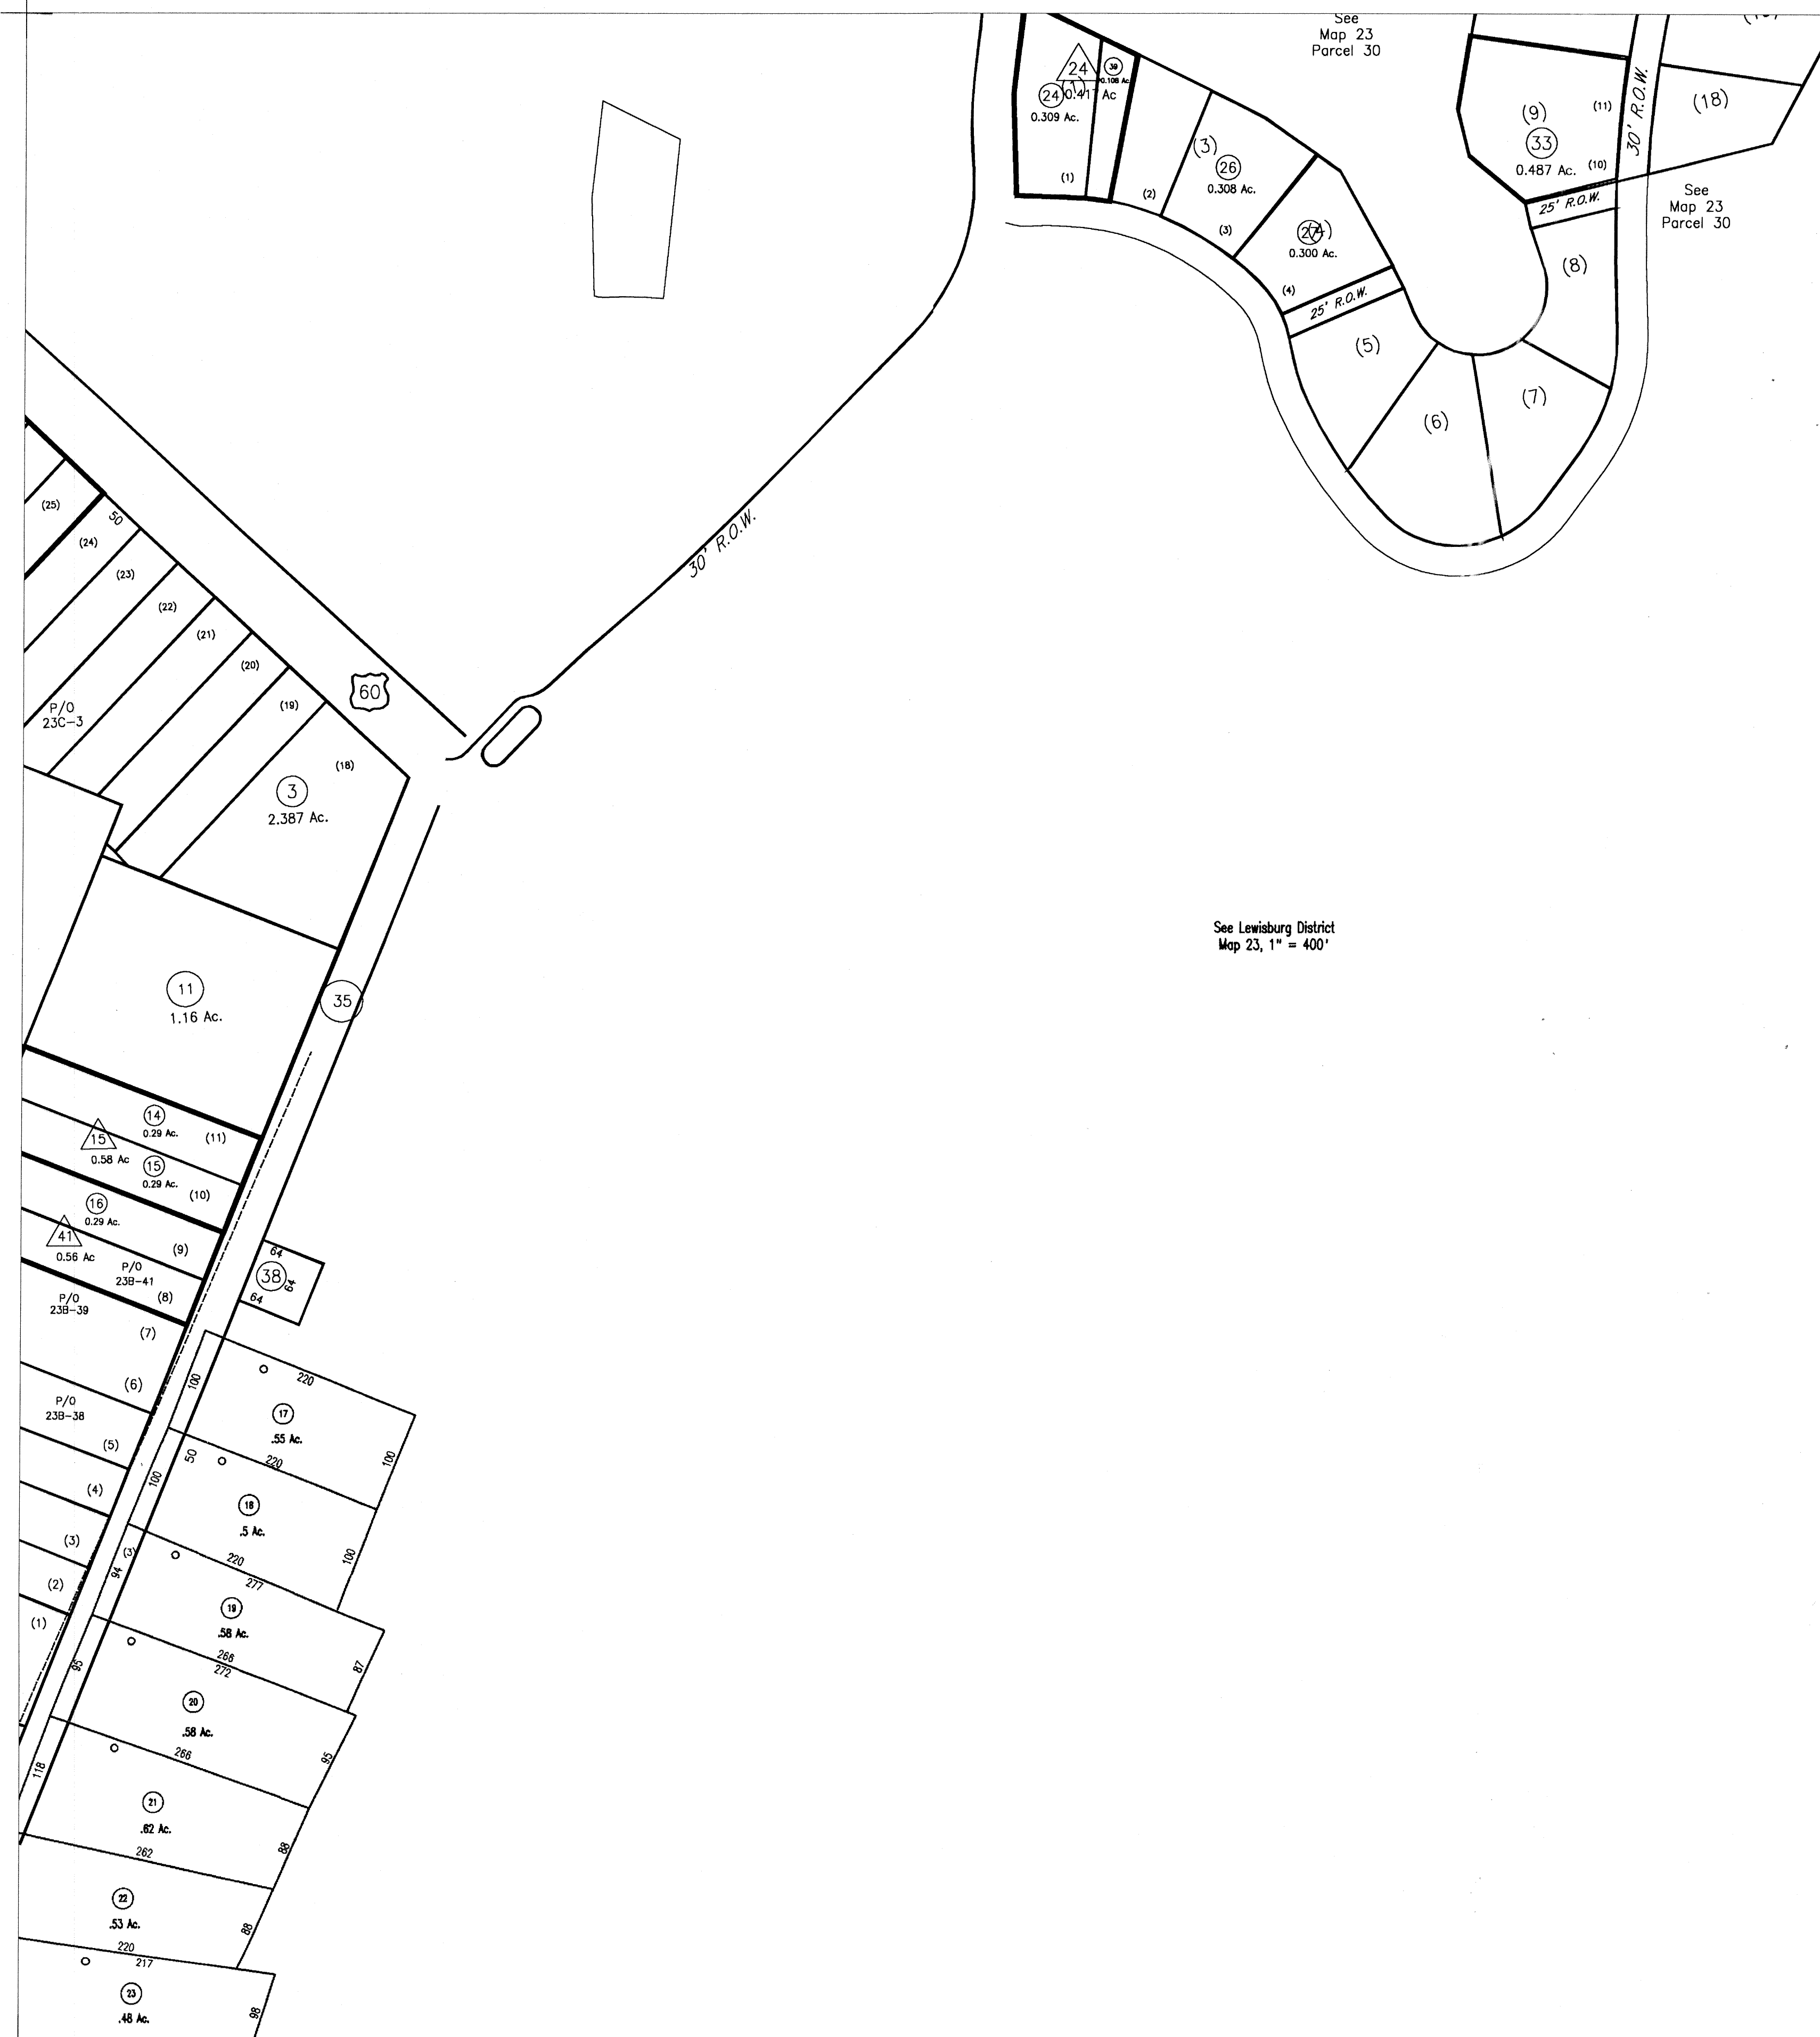 See
Map 23
Parcel 30
24
39
0.108 Ac.
(1)
24
0.417 Ac
0.309 Ac.
(1)
(2)
(3)
26
0.308 Ac.
(3)
27
(4)
0.300 Ac.
(4)
25' R.O.W.
(5)
(6)
(7)
(8)
(9)
(11)
33
0.487 Ac.
(10)
25' R.O.W.
30' R.O.W.
(18)
See
Map 23
Parcel 30
30' R.O.W.
(25)
50
(24)
(23)
(22)
(21)
(20)
(19)
(18)
60
P/O
23C-3
3
2.387 Ac.
See Lewisburg District
Map 23, 1" = 400'
11
1.16 Ac.
35
14
0.29 Ac.
(11)
15
0.58 Ac
15
0.29 Ac.
(10)
16
0.29 Ac.
(9)
41
0.56 Ac
P/O
23B-41
(8)
P/O
23B-39
(7)
(6)
P/O
23B-38
(5)
(4)
(3)
(2)
(1)
64
38
64
64
100
220
17
.55 Ac.
100
50
220
100
18
.5 Ac.
100
220
(3)
94
277
19
.58 Ac.
87
266
272
95
20
.58 Ac.
95
266
118
21
.62 Ac.
88
262
22
.53 Ac.
88
220
217
23
.48 Ac.
98